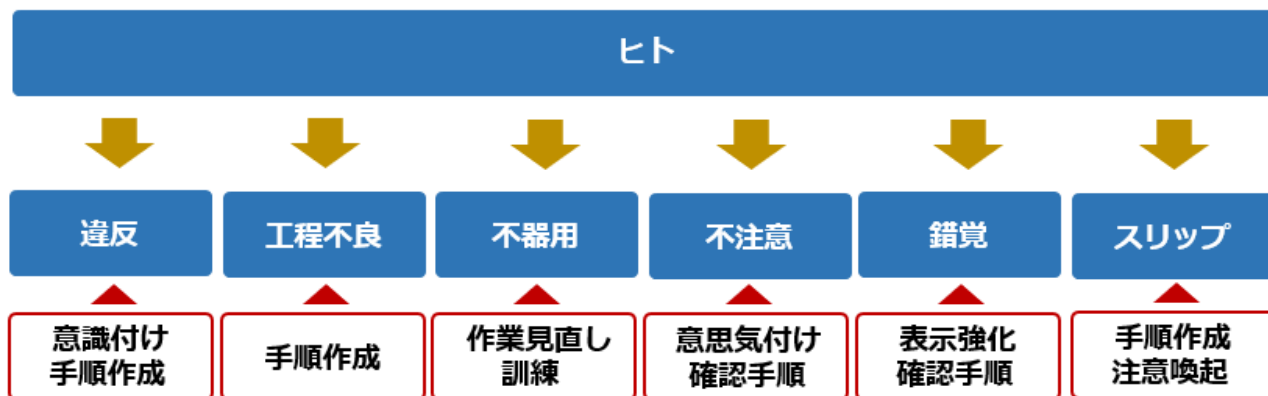 ヒト
違反
工程不良
不器用
不注意
錯覚
スリップ
意識付け
手順作成
手順作成
作業見直し
訓練
意思気付け
確認手順
表示強化
確認手順
手順作成
注意喚起